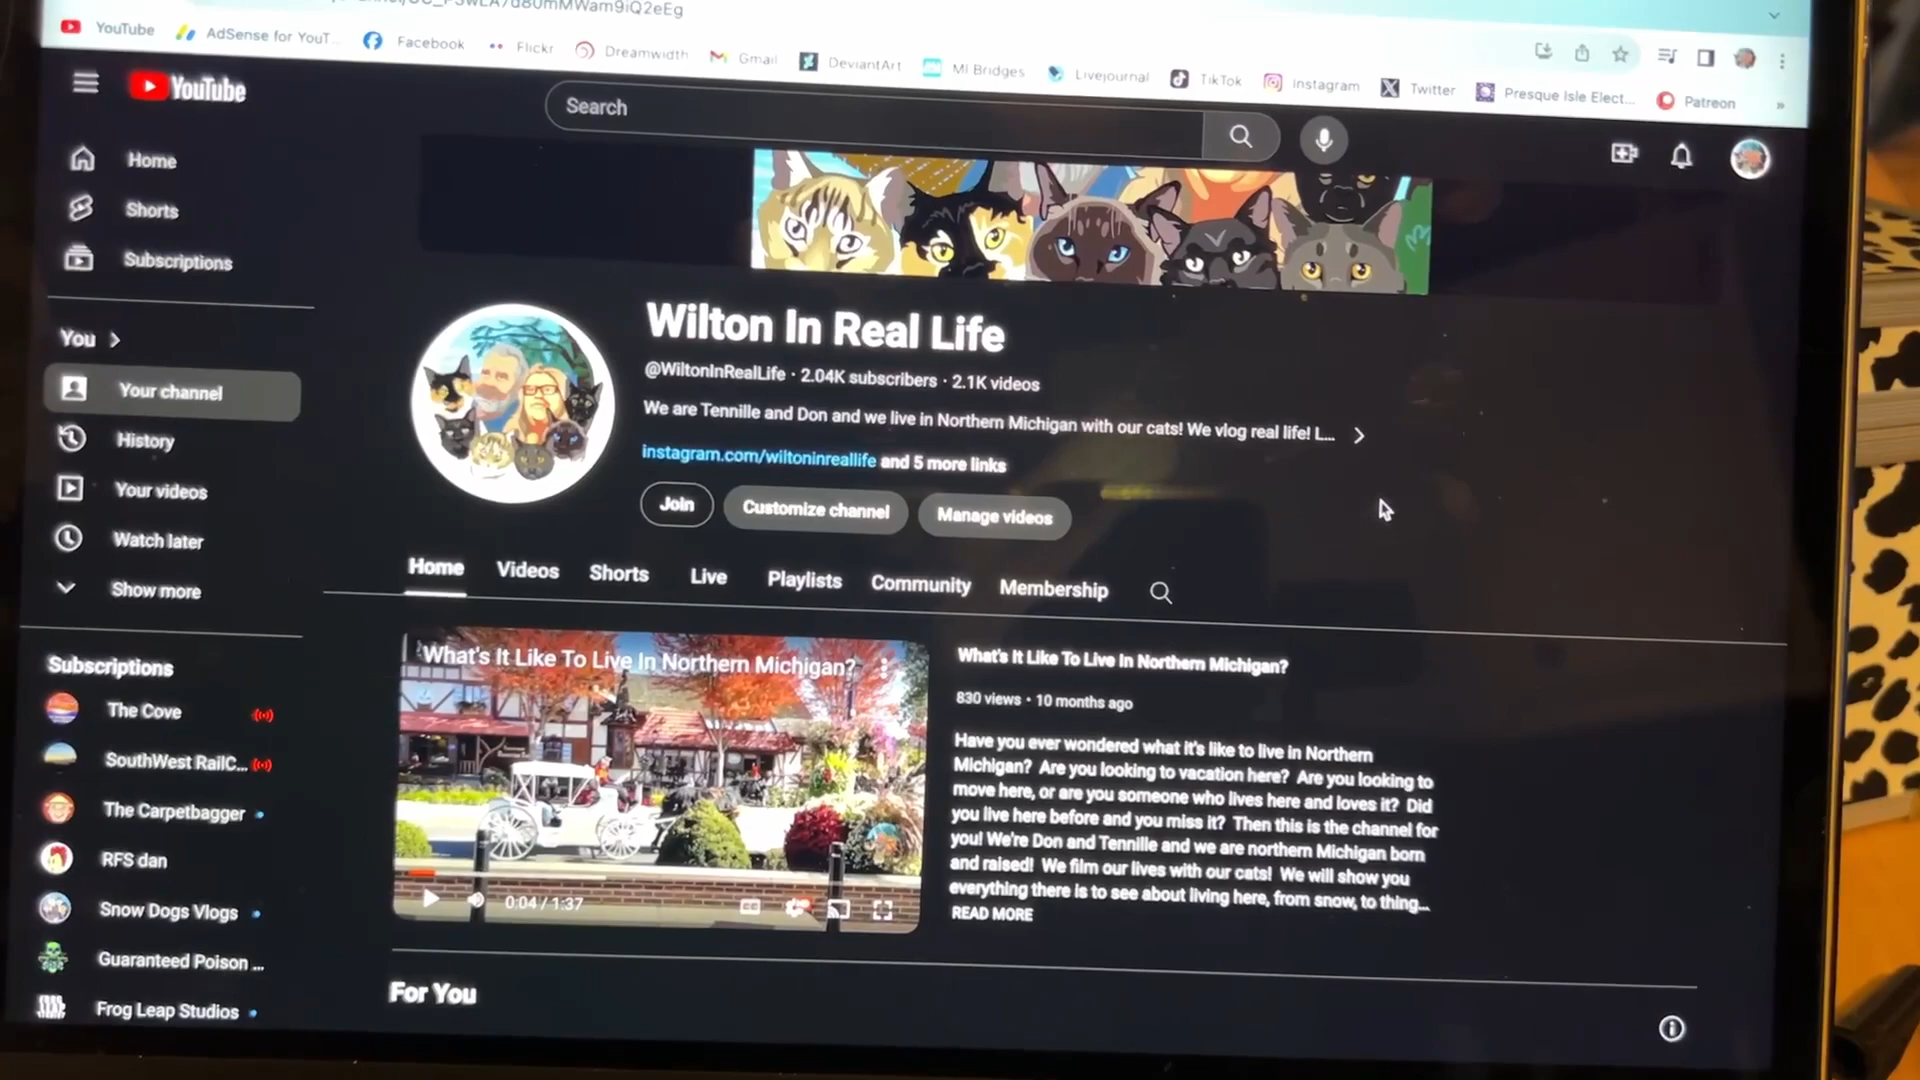 YouTube
AdSense for YouT...
Facebook
Flickr
Dreamwidth
Gmail
DeviantArt
MI Bridges
Livejournal
TikTok
Instagram
Twitter
Presque Isle Elect...
Patreon
»
YouTube
Search
Home
Shorts
Subscriptions
You >
Your channel
History
Your videos
Watch later
Show more
Subscriptions
The Cove
SouthWest RailC...
The Carpetbagger
RFS dan
Snow Dogs Vlogs
Guaranteed Poison ...
Frog Leap Studios
Wilton In Real Life
@WiltonInRealLife · 2.04K subscribers · 2.1K videos
We are Tennille and Don and we live in Northern Michigan with our cats! We vlog real life! L...
instagram.com/wiltoninreallife and 5 more links
Join
Customize channel
Manage videos
Home
Videos
Shorts
Live
Playlists
Community
Membership
What's It Like To Live In Northern Michigan?
0:04 / 1:37
What's It Like To Live In Northern Michigan?
830 views · 10 months ago
Have you ever wondered what it's like to live in Northern
Michigan? Are you looking to vacation here? Are you looking to
move here, or are you someone who lives here and loves it? Did
you live here before and you miss it? Then this is the channel for
you! We're Don and Tennille and we are northern Michigan born
and raised! We film our lives with our cats! We will show you
everything there is to see about living here, from snow, to thing...
READ MORE
For You